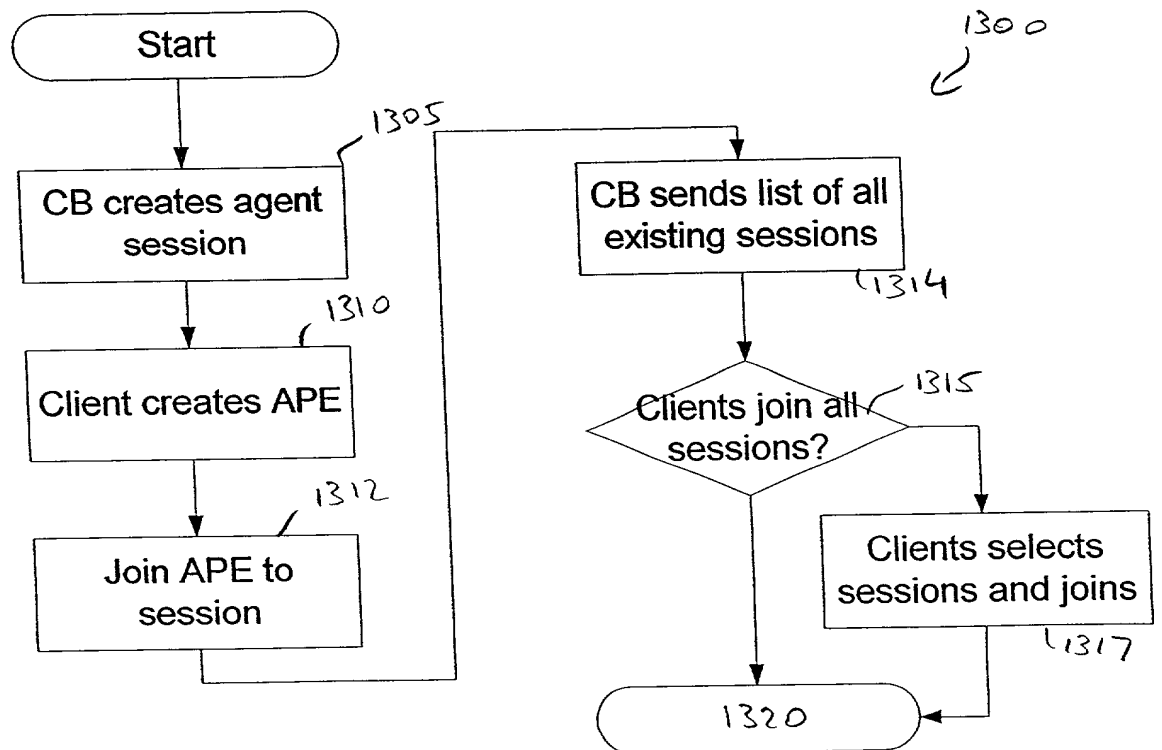 Start
1300
1305
CB creates agent
session
1310
Client creates APE
1312
Join APE to
session
CB sends list of all
existing sessions
1314
1315
Clients join all
sessions?
Clients selects
sessions and joins
1317
1320